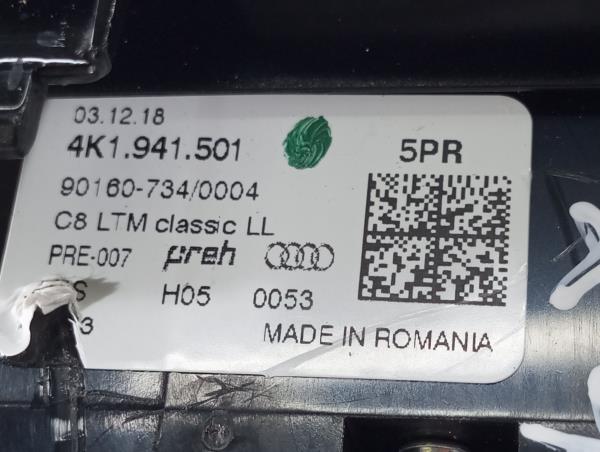 03.12.18
4K1.941.501 5PR
90160-734/0004
C8 LTM classic LL
PRE-007 preh
S H05 0053
3 MADE IN ROMANIA